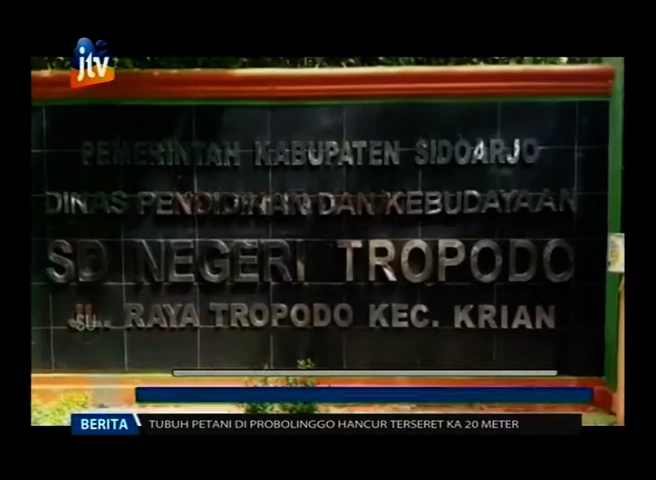 jtv
PEMERINTAH KABUPATEN SIDOARJO
DINAS PENDIDIKAN DAN KEBUDAYAAN
SD NEGERI TROPODO
JL. RAYA TROPODO KEC. KRIAN
BERITA
TUBUH PETANI DI PROBOLINGGO HANCUR TERSERET KA 20 METER